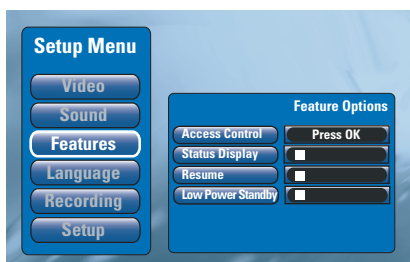 Setup Menu
Video
Sound
Features
Language
Recording
Setup
Feature Options
Access Control Press OK
Status Display
Resume
Low Power Standby